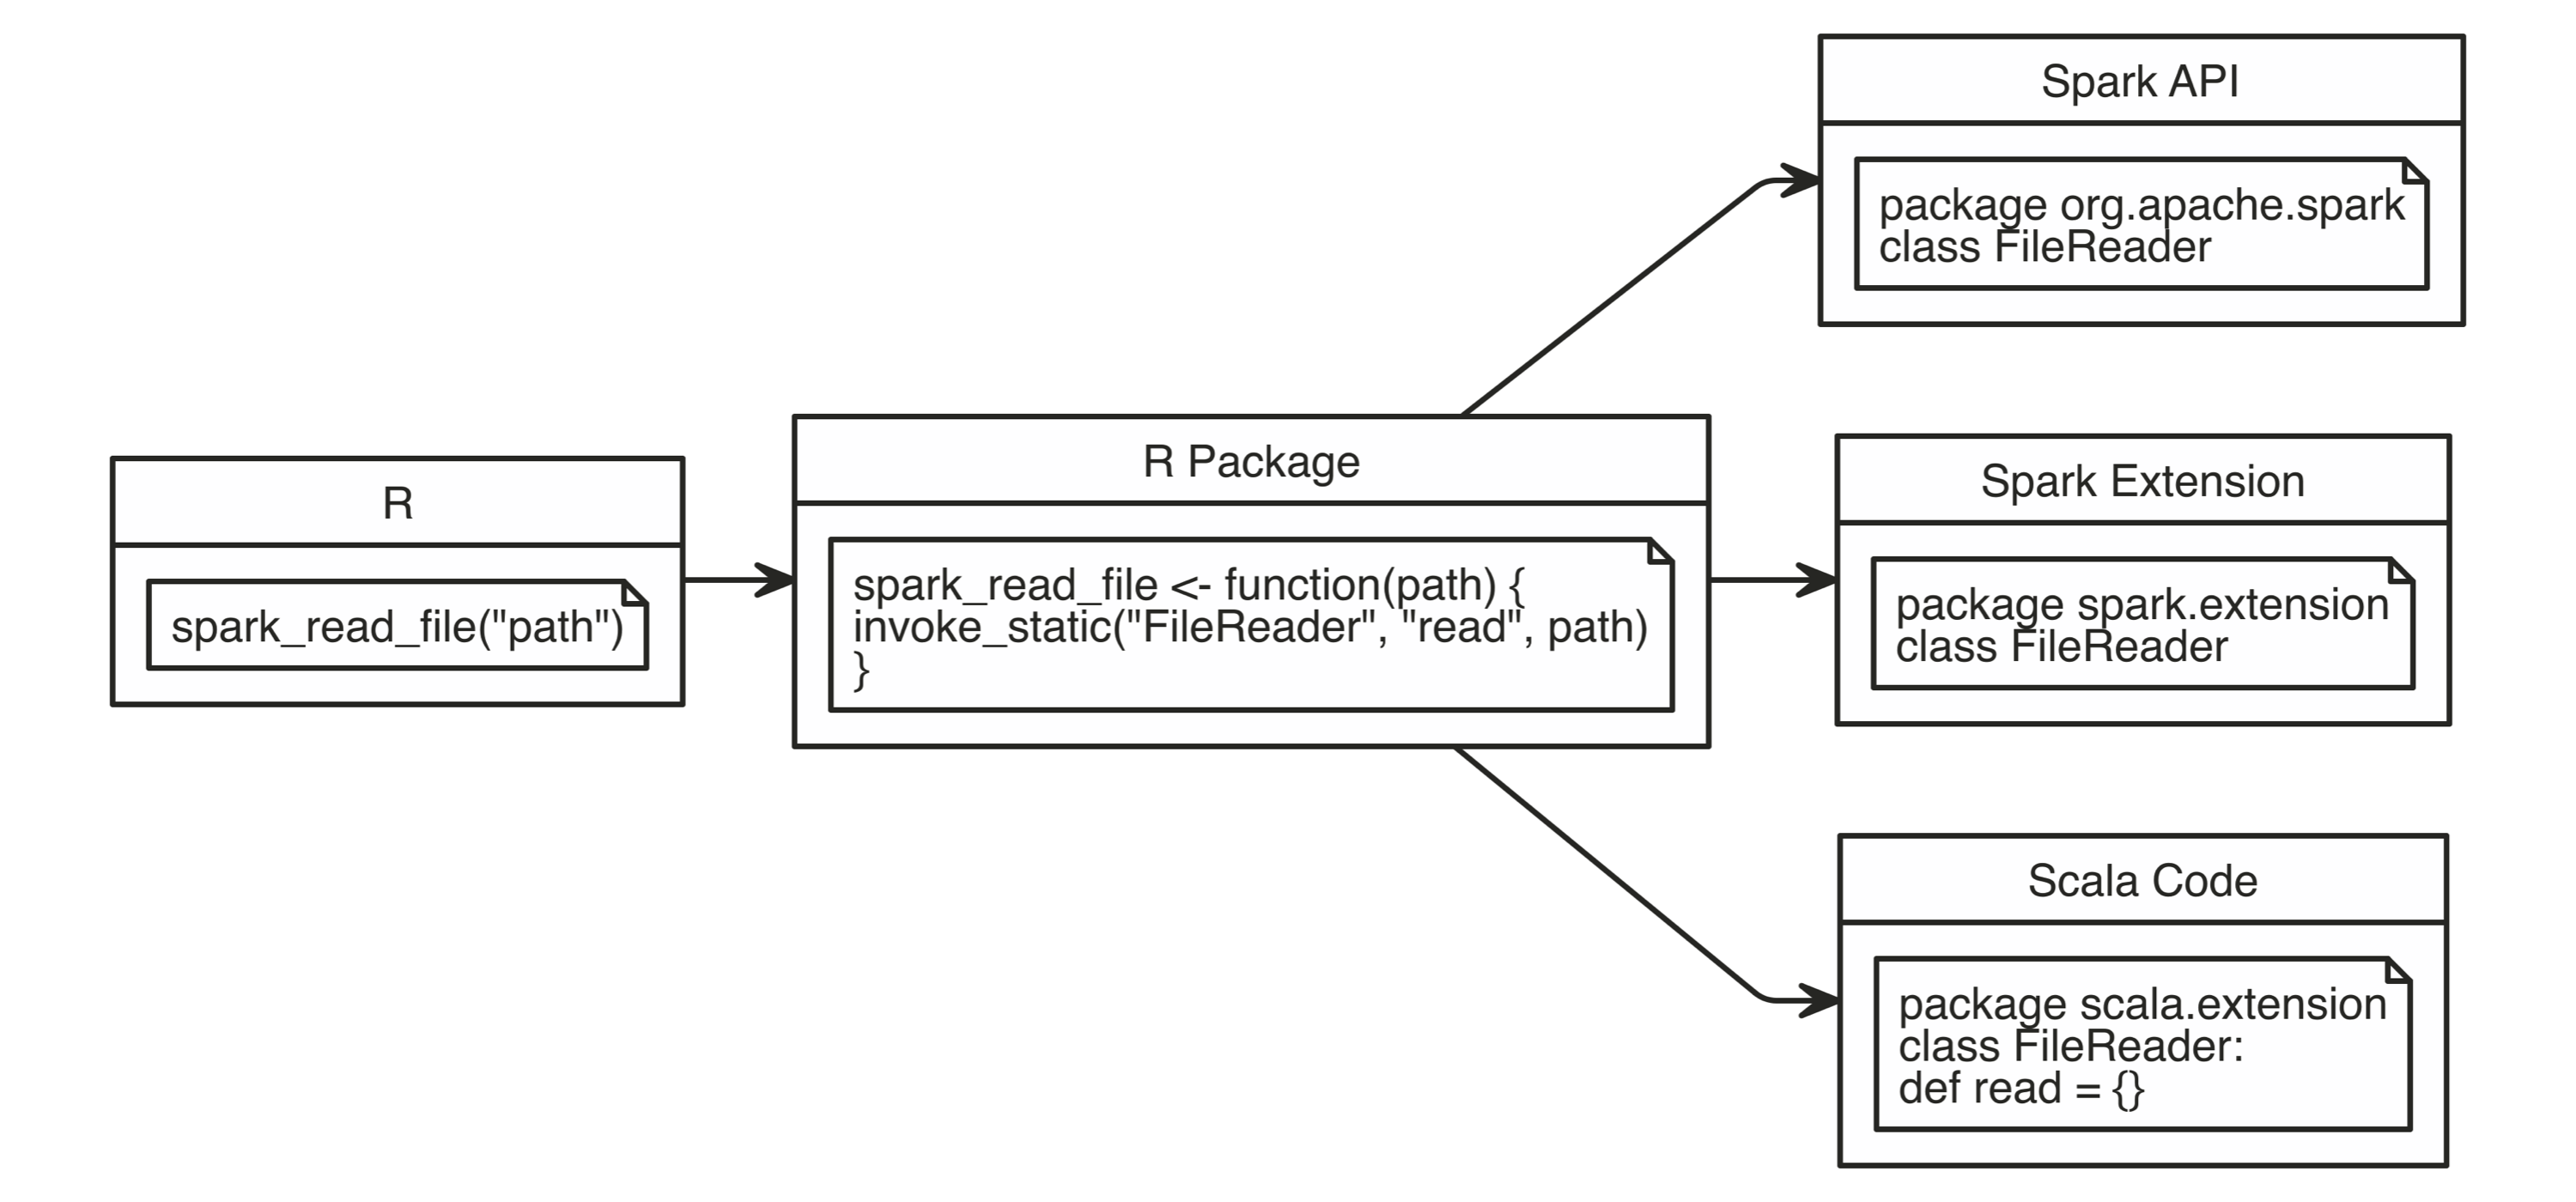 R
spark_read_file("path")
R Package
spark_read_file <- function(path) {
invoke_static("FileReader", "read", path)
}
Spark API
package org.apache.spark
class FileReader
Spark Extension
package spark.extension
class FileReader
Scala Code
package scala.extension
class FileReader:
def read = {}